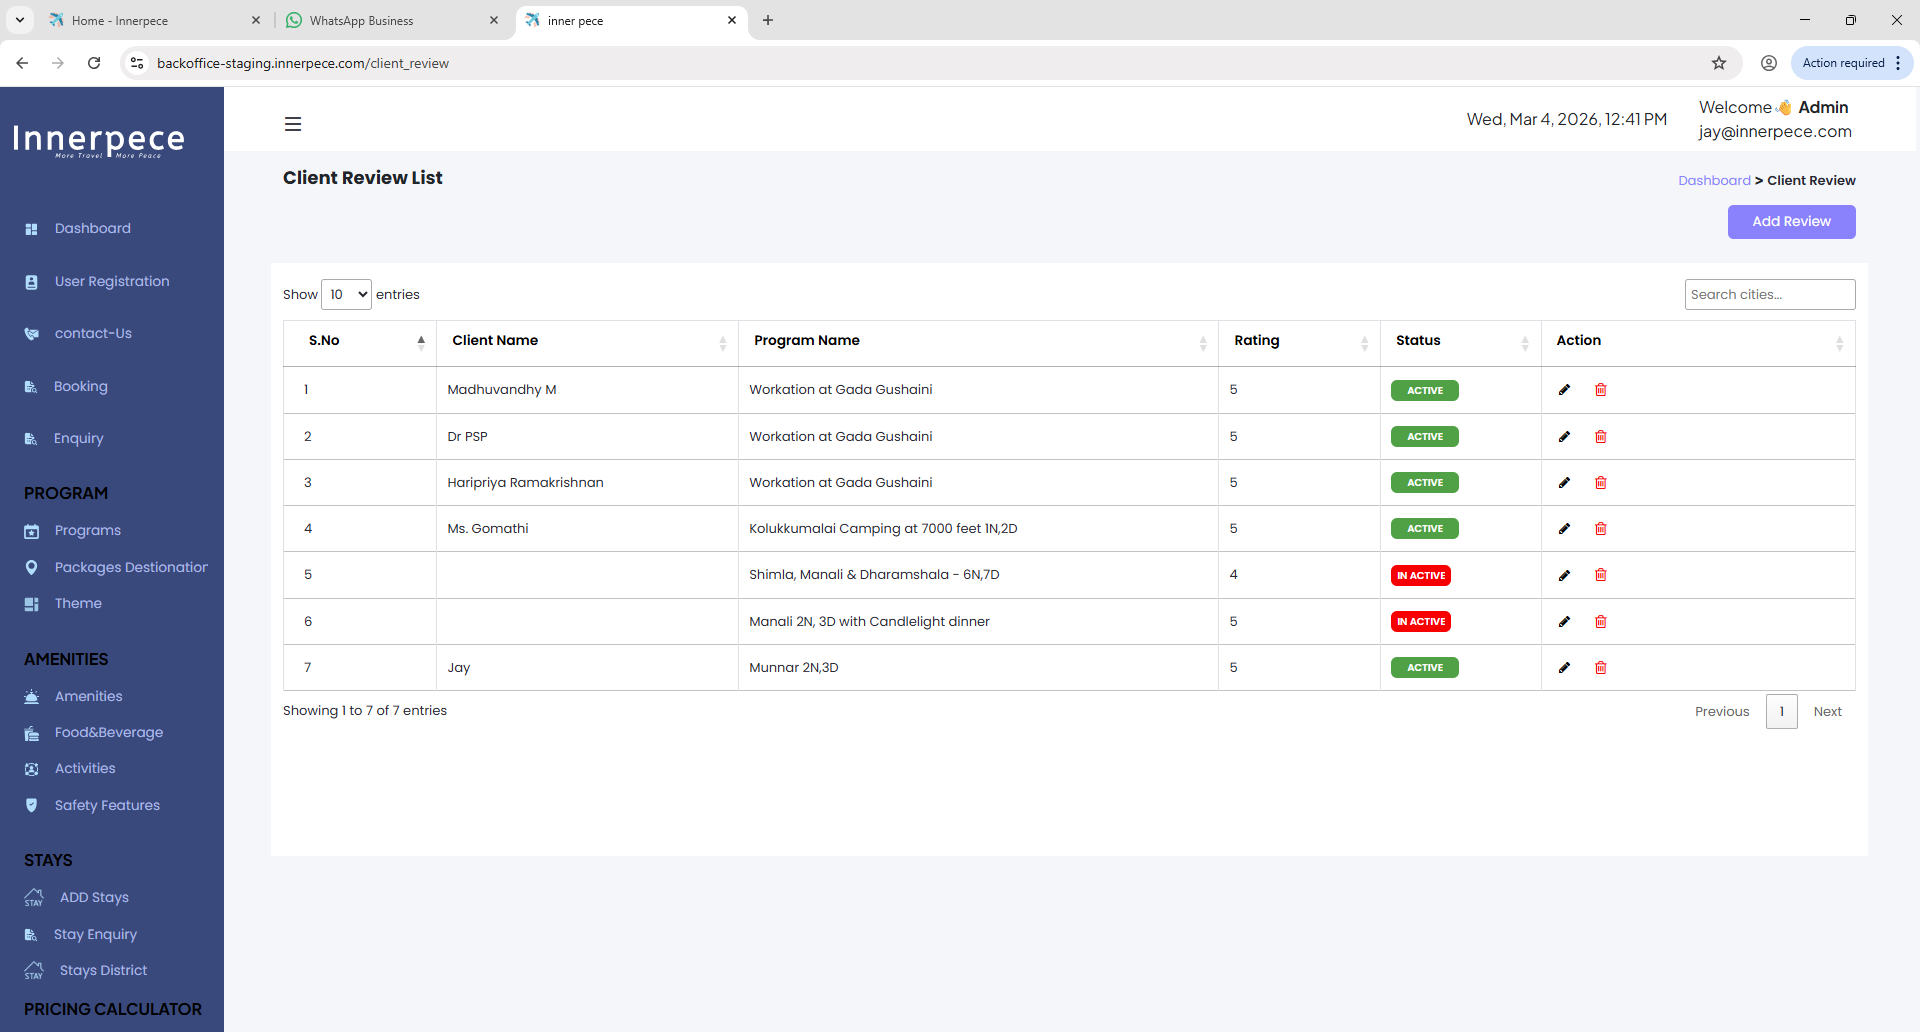 Home - Innerpece
WhatsApp Business
inner pece
backoffice-staging.innerpece.com/client_review
Action required
Innerpece
More Travel More Peace
Wed, Mar 4, 2026, 12:41 PM
Welcome 👋 Admin
jay@innerpece.com
Dashboard
User Registration
contact-Us
Booking
Enquiry
PROGRAM
Programs
Packages Destionation
Theme
AMENITIES
Amenities
Food&Beverage
Activities
Safety Features
STAYS
STAY ADD Stays
Stay Enquiry
STAY Stays District
PRICING CALCULATOR
Client Review List
Dashboard > Client Review
Add Review
Show 10 entries
Search cities...
S.No Client Name Program Name Rating Status Action
1 Madhuvandhy M Workation at Gada Gushaini 5 ACTIVE
2 Dr PSP Workation at Gada Gushaini 5 ACTIVE
3 Haripriya Ramakrishnan Workation at Gada Gushaini 5 ACTIVE
4 Ms. Gomathi Kolukkumalai Camping at 7000 feet 1N,2D 5 ACTIVE
5 Shimla, Manali & Dharamshala - 6N,7D 4 IN ACTIVE
6 Manali 2N, 3D with Candlelight dinner 5 IN ACTIVE
7 Jay Munnar 2N,3D 5 ACTIVE
Showing 1 to 7 of 7 entries
Previous 1 Next